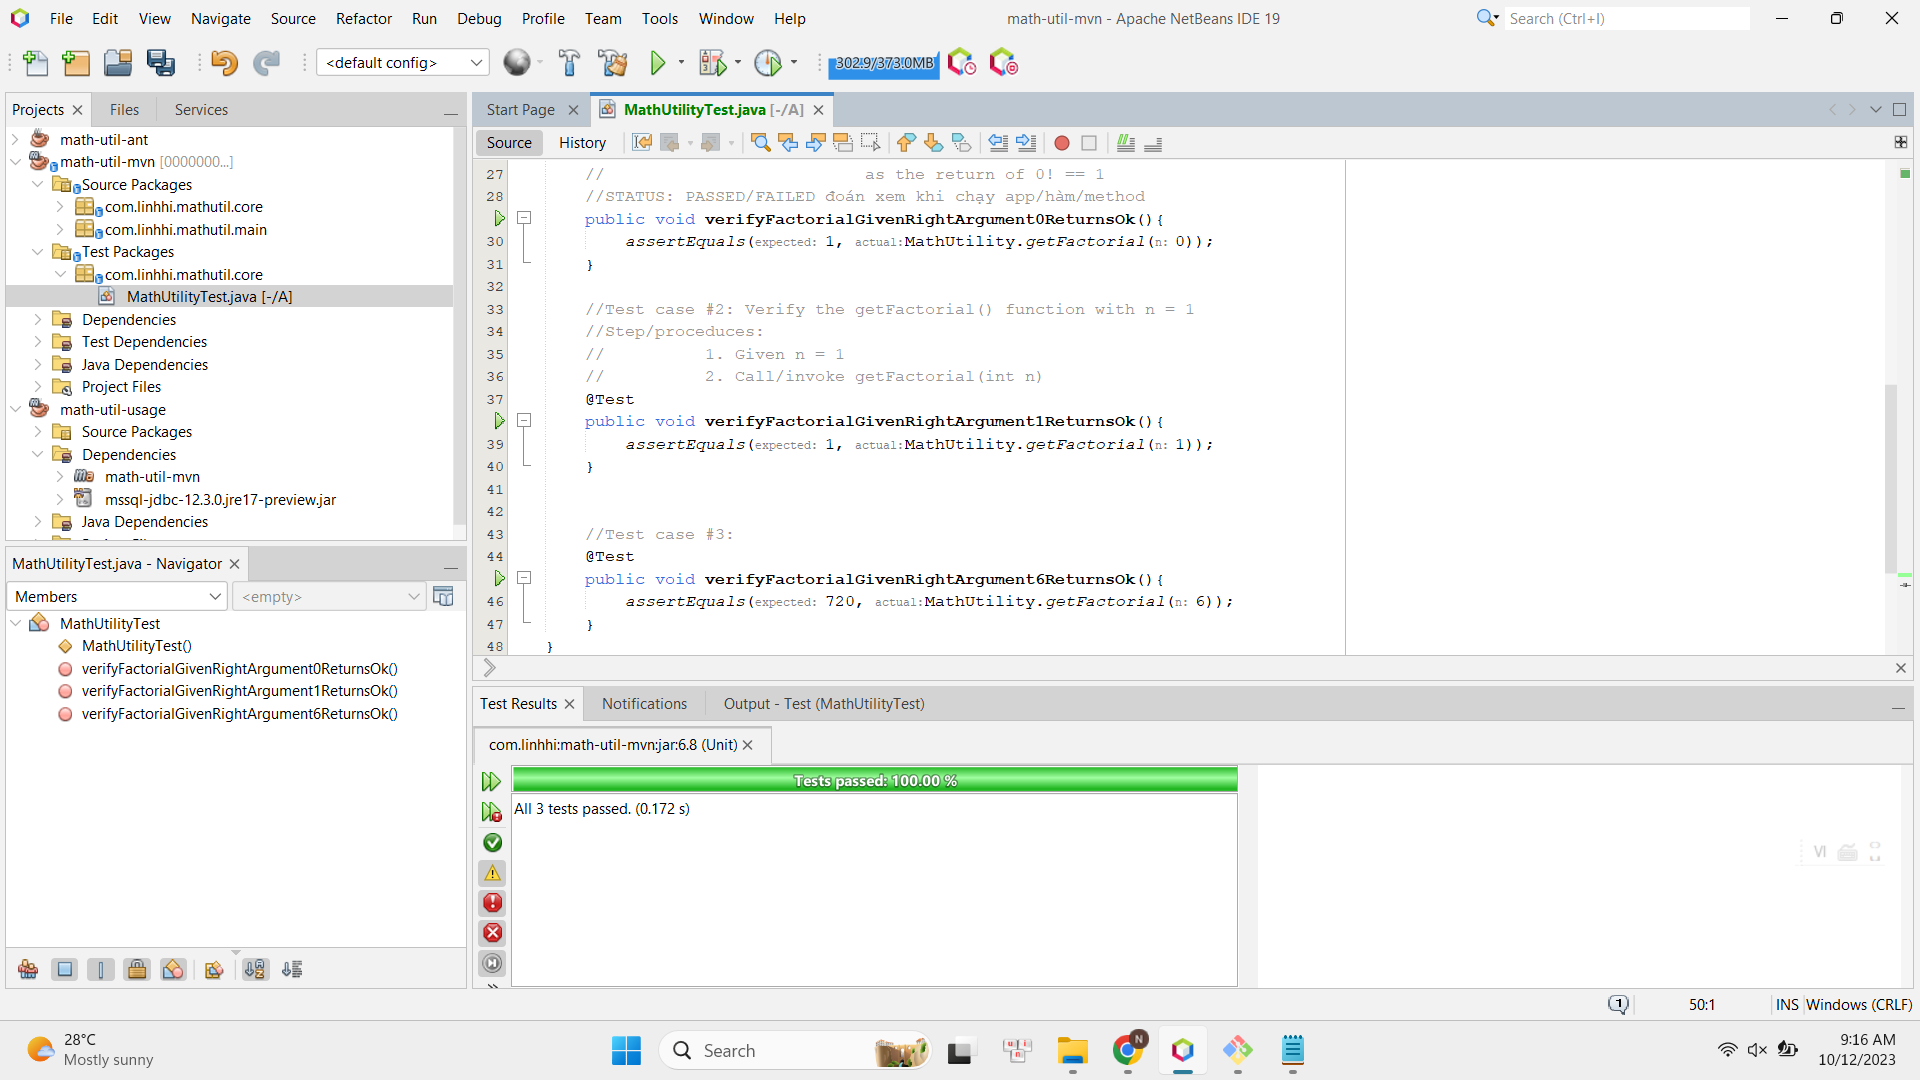 File Edit View Navigate Source Refactor Run Debug Profile Team Tools Window Help
math-util-mvn - Apache NetBeans IDE 19
Search (Ctrl+I)
<default config>
302.9/373.0MB
Projects Files Services
math-util-ant
math-util-mvn [0000000...]
Source Packages
com.linhhi.mathutil.core
com.linhhi.mathutil.main
Test Packages
com.linhhi.mathutil.core
MathUtilityTest.java [-/A]
Dependencies
Test Dependencies
Java Dependencies
Project Files
math-util-usage
Source Packages
Dependencies
math-util-mvn
mssql-jdbc-12.3.0.jre17-preview.jar
Java Dependencies
MathUtilityTest.java - Navigator
Members
<empty>
MathUtilityTest
MathUtilityTest()
verifyFactorialGivenRightArgument0ReturnsOk()
verifyFactorialGivenRightArgument1ReturnsOk()
verifyFactorialGivenRightArgument6ReturnsOk()
Start Page
MathUtilityTest.java [-/A]
Source History
27 // as the return of 0! == 1
28 //STATUS: PASSED/FAILED đoán xem khi chạy app/hàm/method
public void verifyFactorialGivenRightArgument0ReturnsOk(){
30 assertEquals(expected: 1, actual:MathUtility.getFactorial(n: 0));
31 }
32
33 //Test case #2: Verify the getFactorial() function with n = 1
34 //Step/proceduces:
35 // 1. Given n = 1
36 // 2. Call/invoke getFactorial(int n)
37 @Test
public void verifyFactorialGivenRightArgument1ReturnsOk(){
39 assertEquals(expected: 1, actual:MathUtility.getFactorial(n: 1));
40 }
41
42
43 //Test case #3:
44 @Test
public void verifyFactorialGivenRightArgument6ReturnsOk(){
46 assertEquals(expected: 720, actual:MathUtility.getFactorial(n: 6));
47 }
48 }
Test Results Notifications Output - Test (MathUtilityTest)
com.linhhi:math-util-mvn:jar:6.8 (Unit)
Tests passed: 100.00 %
All 3 tests passed. (0.172 s)
VI
1
50:1 INS Windows (CRLF)
28°C
Mostly sunny
Search
N
9:16 AM
10/12/2023